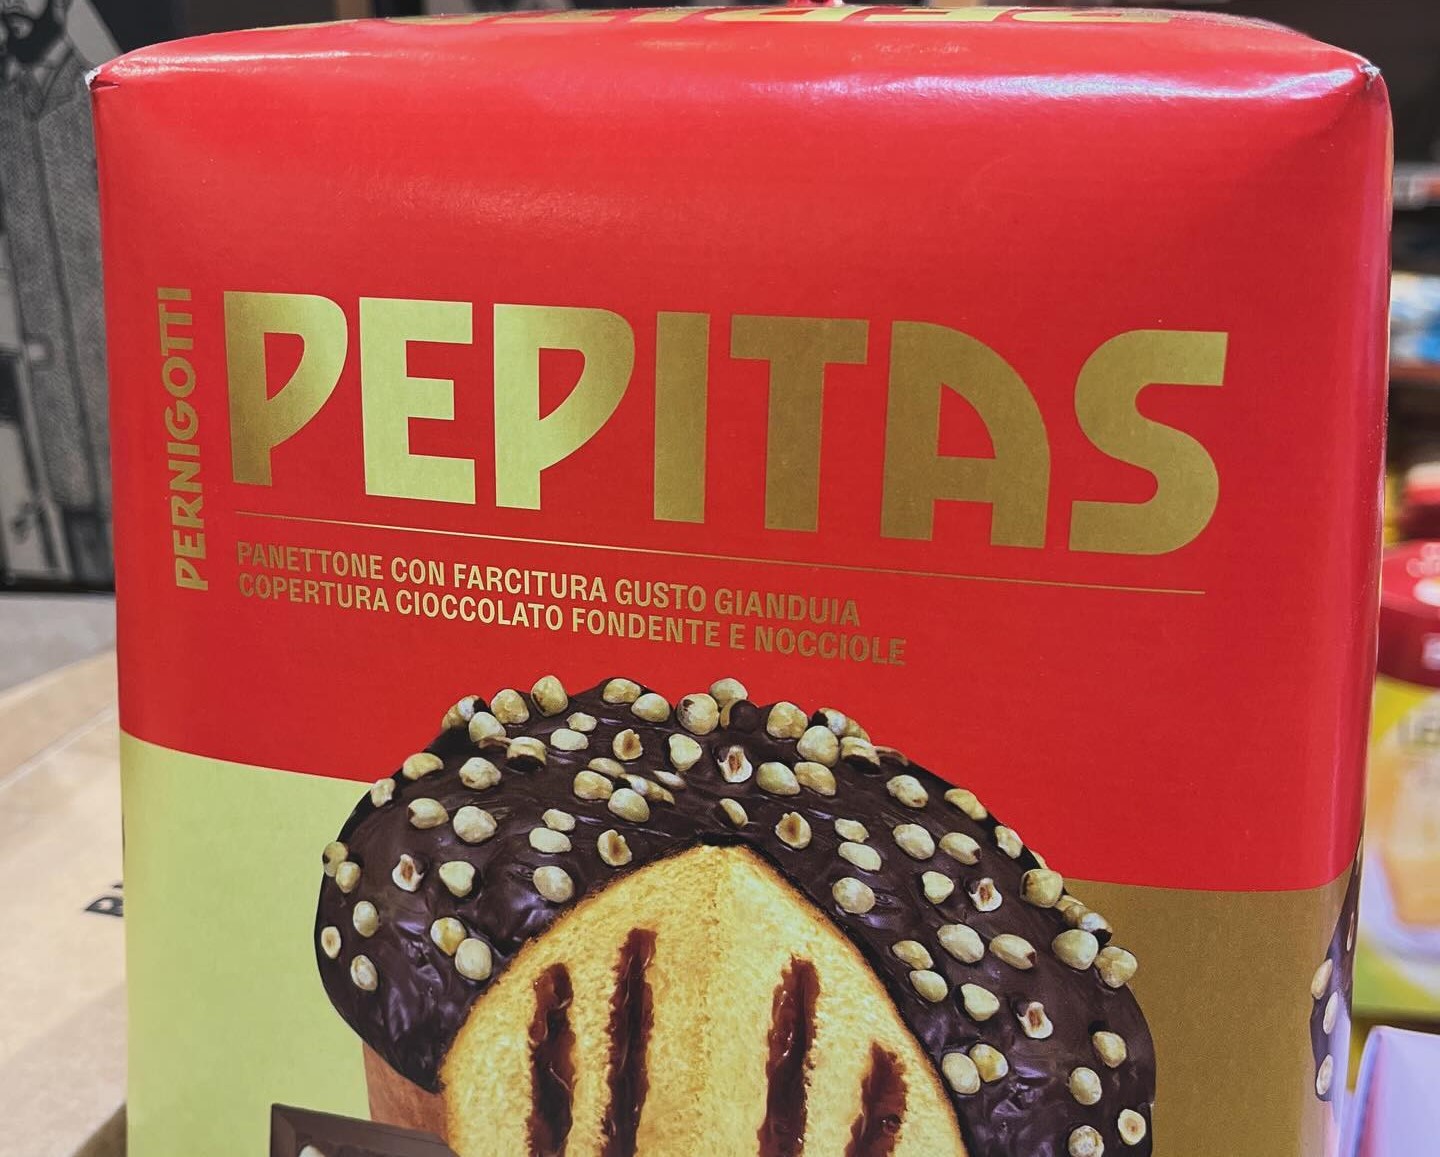 PERNIGOTTI
PEPITAS
PANETTONE CON FARCITURA GUSTO GIANDUIA
COPERTURA CIOCCOLATO FONDENTE E NOCCIOLE